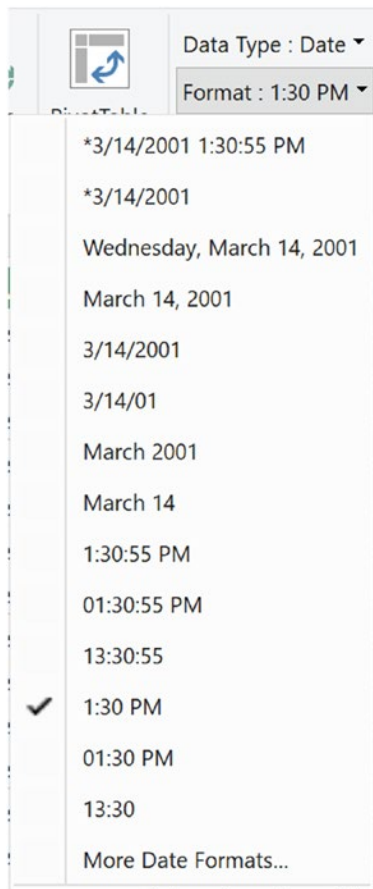 Data Type : Date
Format : 1:30 PM
PivotTable
*3/14/2001 1:30:55 PM
*3/14/2001
Wednesday, March 14, 2001
March 14, 2001
3/14/2001
3/14/01
March 2001
March 14
1:30:55 PM
01:30:55 PM
13:30:55
1:30 PM
01:30 PM
13:30
More Date Formats...